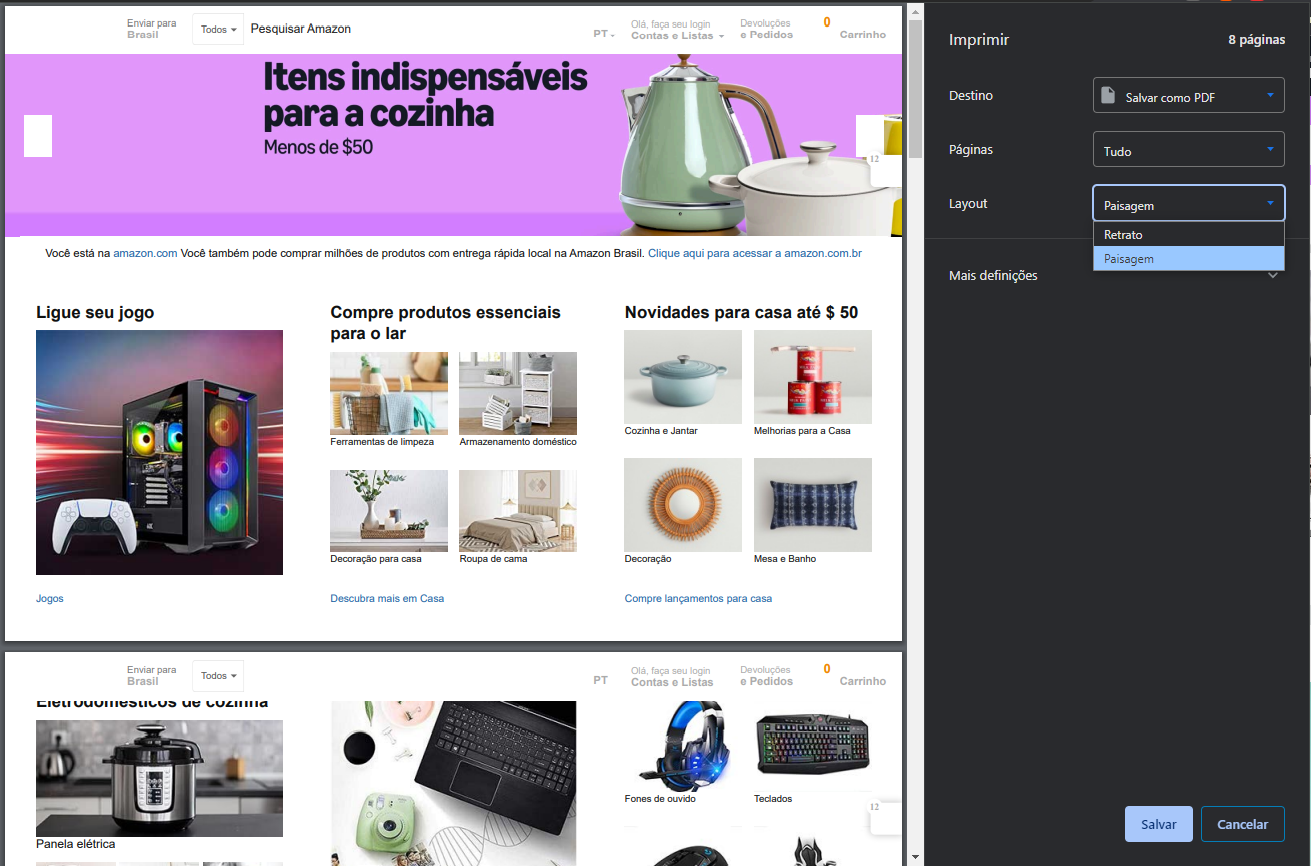 Enviar para
Brasil
Todos
Pesquisar Amazon
PT
Olá, faça seu login
Contas e Listas
Devoluções
e Pedidos
0
Carrinho
Itens indispensáveis
para a cozinha
Menos de $50
12
Você está na amazon.com Você também pode comprar milhões de produtos com entrega rápida local na Amazon Brasil. Clique aqui para acessar a amazon.com.br
Ligue seu jogo
Jogos
Compre produtos essenciais
para o lar
Ferramentas de limpeza
Armazenamento doméstico
Decoração para casa
Roupa de cama
Descubra mais em Casa
Novidades para casa até $ 50
Cozinha e Jantar
Melhorias para a Casa
Decoração
Mesa e Banho
Compre lançamentos para casa
Enviar para
Brasil
Todos
PT
Olá, faça seu login
Contas e Listas
Devoluções
e Pedidos
0
Carrinho
Eletrodomésticos de cozinha
Panela elétrica
Fones de ouvido
Teclados
12
Imprimir
8 páginas
Destino
Salvar como PDF
Páginas
Tudo
Layout
Paisagem
Retrato
Paisagem
Mais definições
Salvar
Cancelar